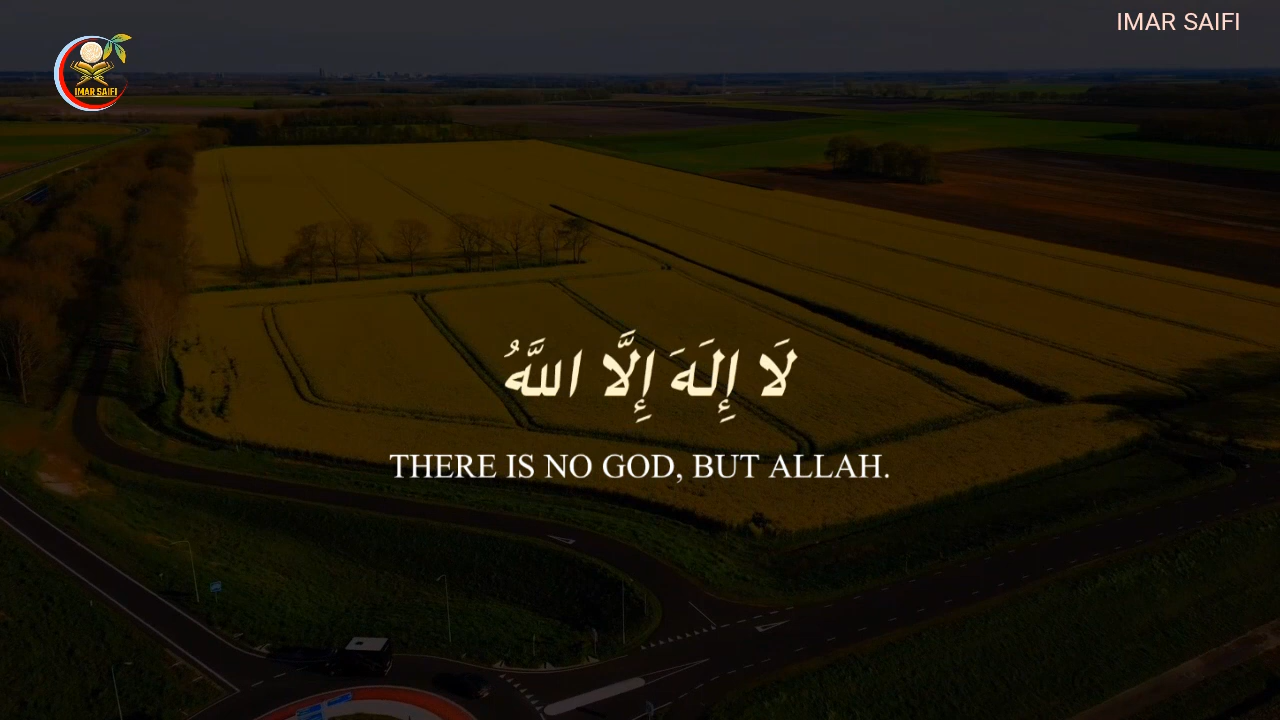 IMAR SAIFI
IMAR SAIFI
لَا إِلَهَ إِلَّا اللَّهُ
THERE IS NO GOD, BUT ALLAH.